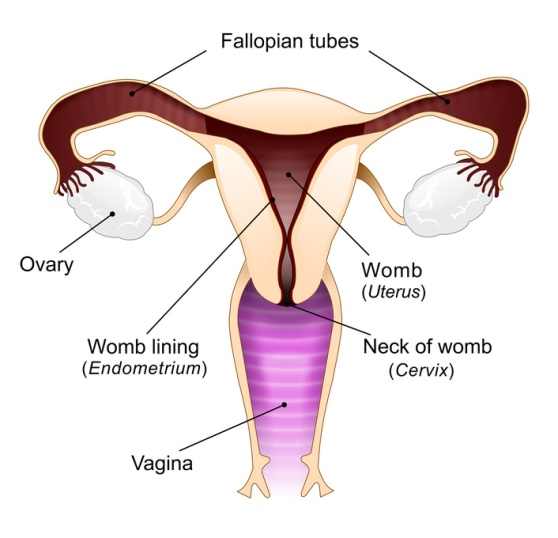 Fallopian tubes
Ovary
Womb
(Uterus)
Womb lining
(Endometrium)
Neck of womb
(Cervix)
Vagina